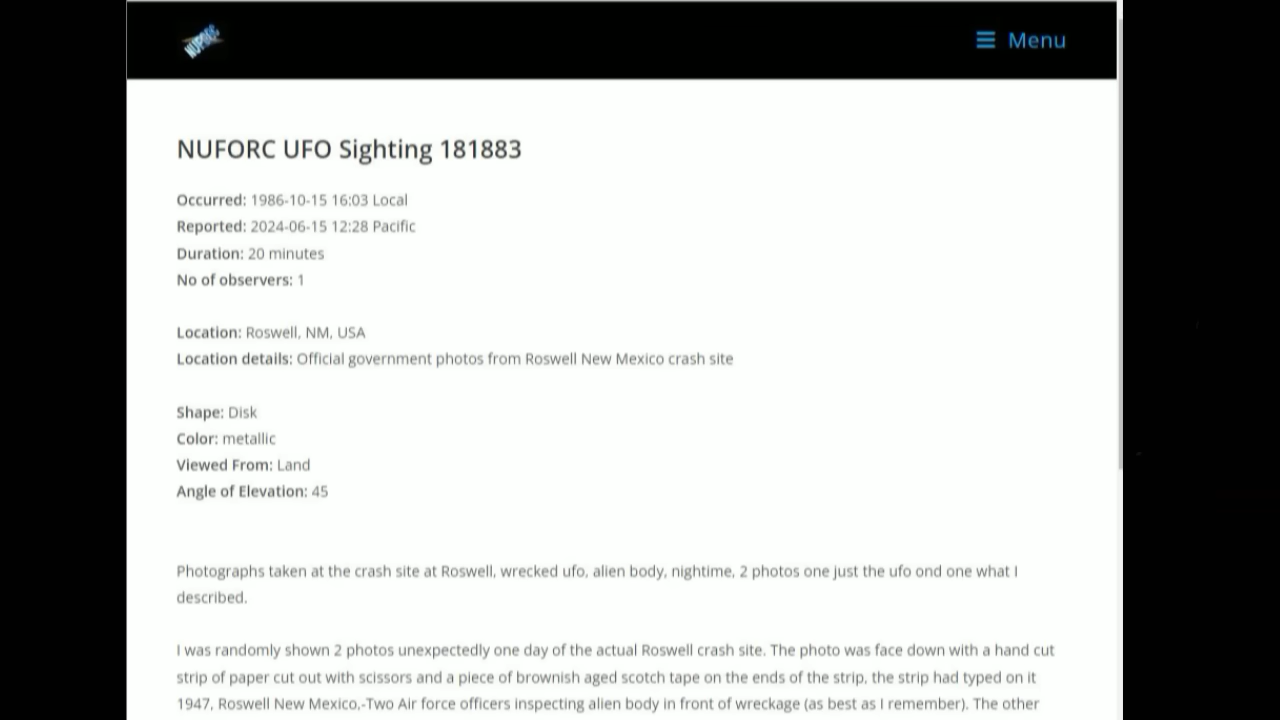 NUFORC
Menu
NUFORC UFO Sighting 181883
Occurred: 1986-10-15 16:03 Local
Reported: 2024-06-15 12:28 Pacific
Duration: 20 minutes
No of observers: 1
Location: Roswell, NM, USA
Location details: Official government photos from Roswell New Mexico crash site
Shape: Disk
Color: metallic
Viewed From: Land
Angle of Elevation: 45
Photographs taken at the crash site at Roswell, wrecked ufo, alien body, nightime, 2 photos one just the ufo ond one what I
described.
I was randomly shown 2 photos unexpectedly one day of the actual Roswell crash site. The photo was face down with a hand cut
strip of paper cut out with scissors and a piece of brownish aged scotch tape on the ends of the strip, the strip had typed on it
1947, Roswell New Mexico,-Two Air force officers inspecting alien body in front of wreckage (as best as I remember). The other